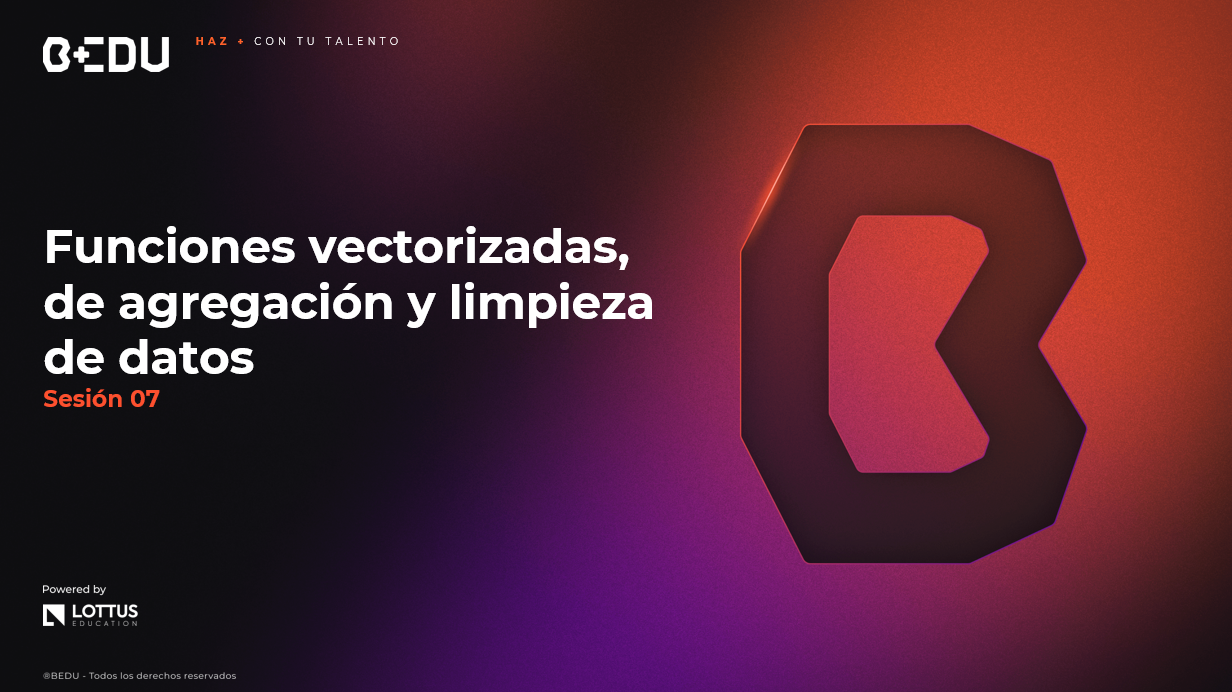 BEDU
HAZ + CON TU TALENTO
Funciones vectorizadas,
de agregación y limpieza
de datos
Sesión 07
Powered by
LOTTUS
EDUCATION
®BEDU - Todos los derechos reservados